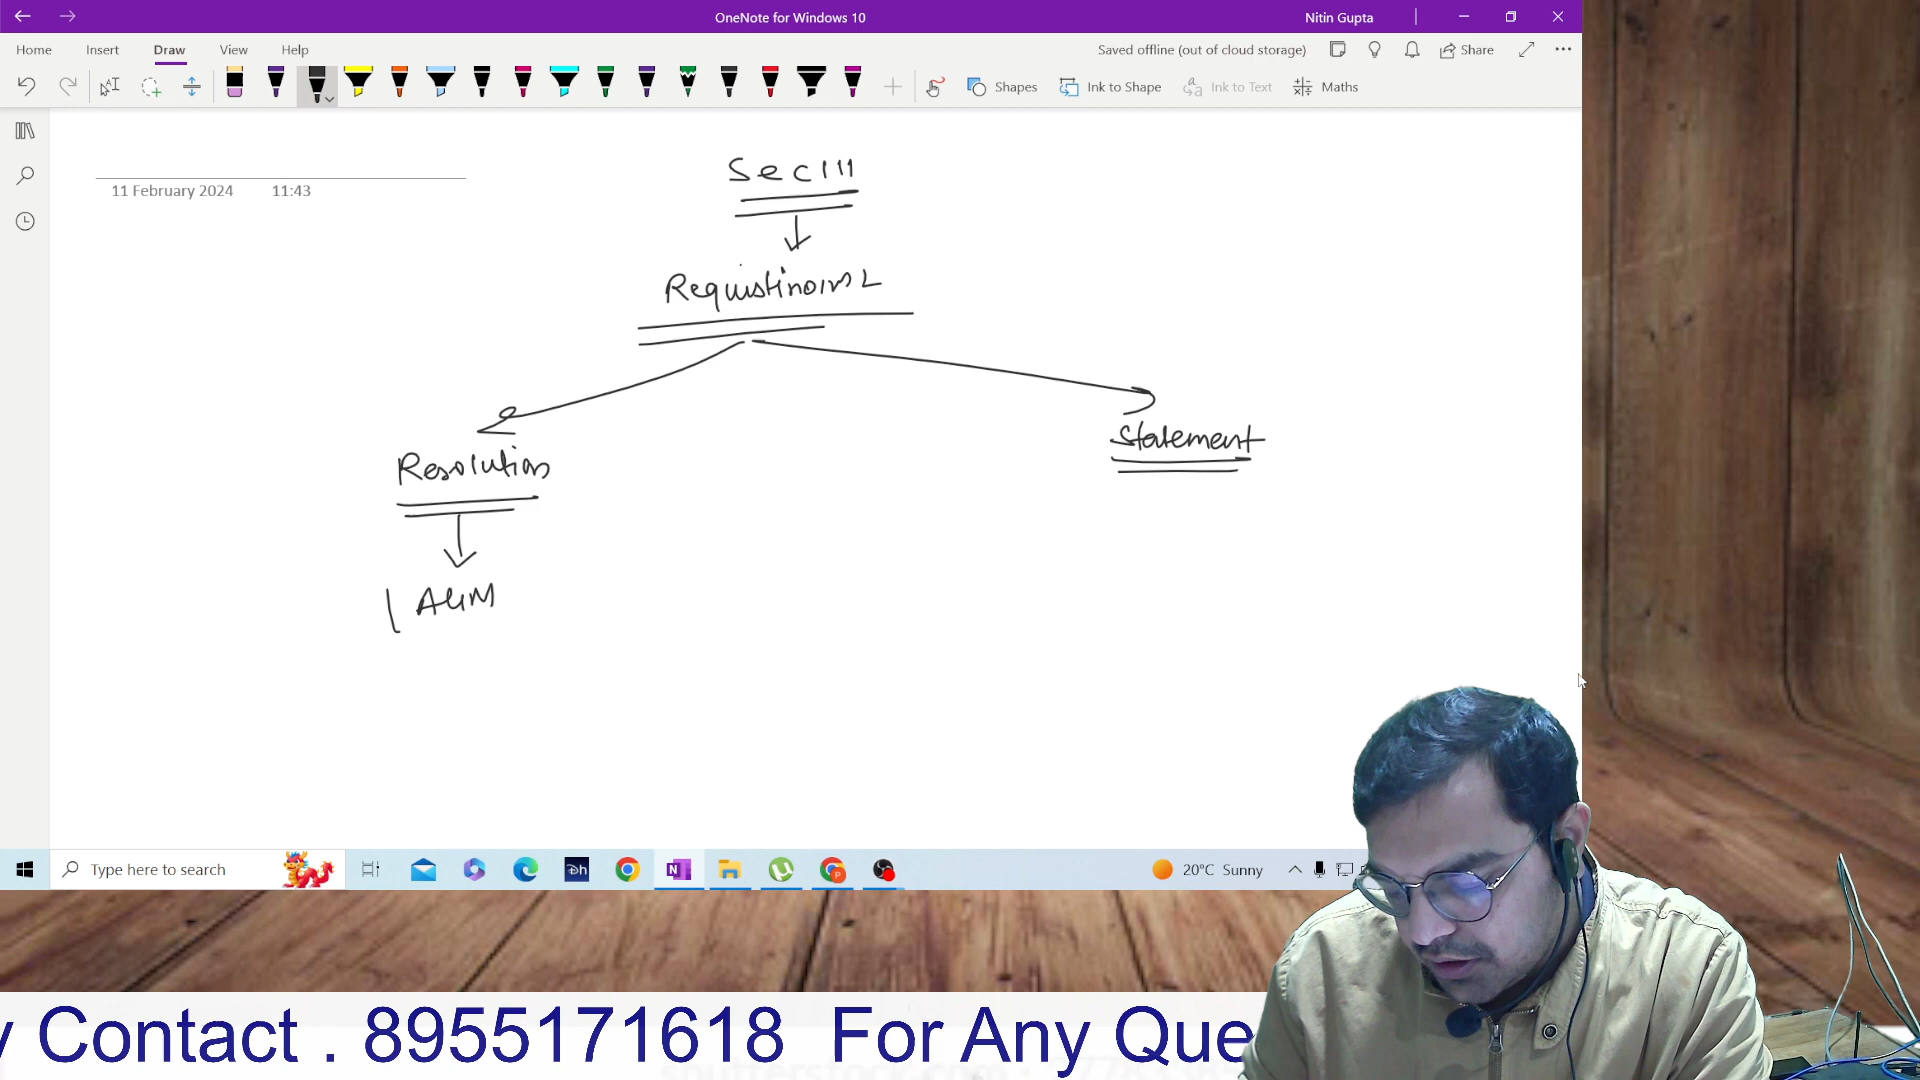 OneNote for Windows 10
Nitin Gupta
Home Insert Draw View Help
Saved offline (out of cloud storage)
Share
Shapes
Ink to Shape
Ink to Text
Maths
11 February 2024 11:43
Sec 111
Resolution
Statement
AGM
Type here to search
20°C Sunny
y Contact . 8955171618 For Any Que